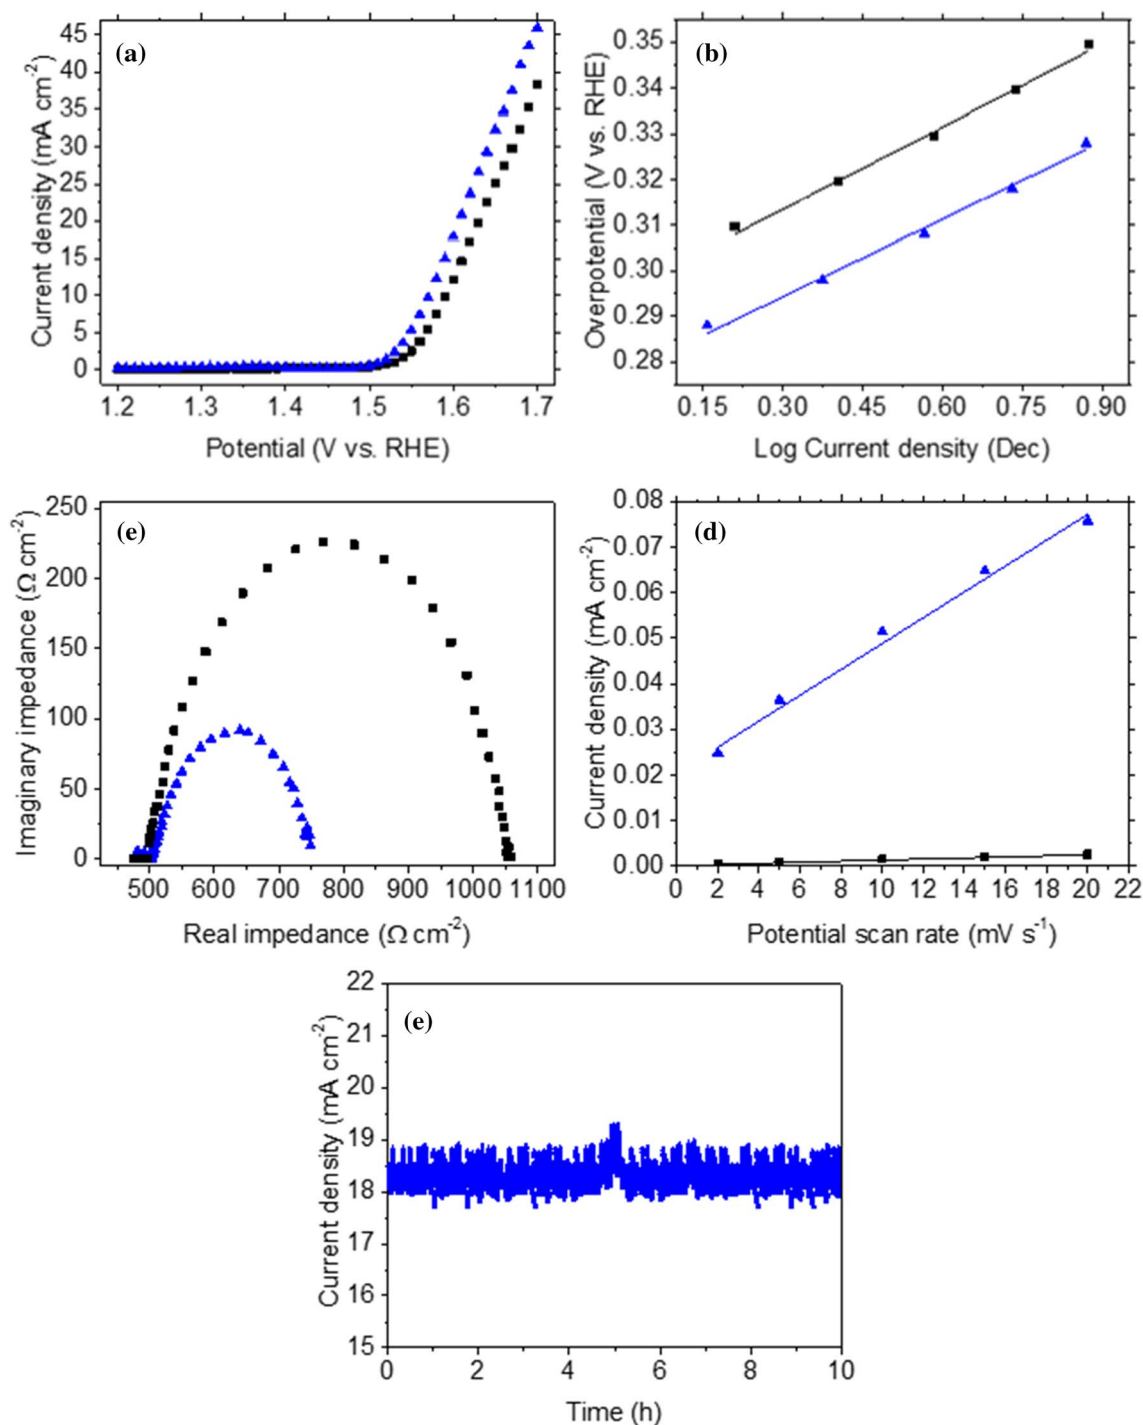 (a)
45
40
35
30
25
20
15
10
5
0
Current density (mA cm-2)
1.2 1.3 1.4 1.5 1.6 1.7
Potential (V vs. RHE)
(b)
0.35
0.34
0.33
0.32
0.31
0.30
0.29
0.28
Overpotential (V vs. RHE)
0.15 0.30 0.45 0.60 0.75 0.90
Log Current density (Dec)
(e)
250
200
150
100
50
0
Imaginary impedance (Ω cm-2)
500 600 700 800 900 1000 1100
Real impedance (Ω cm-2)
(d)
0.08
0.07
0.06
0.05
0.04
0.03
0.02
0.01
0.00
Current density (mA cm-2)
0 2 4 6 8 10 12 14 16 18 20 22
Potential scan rate (mV s-1)
(e)
22
21
20
19
18
17
16
15
Current density (mA cm-2)
0 2 4 6 8 10
Time (h)